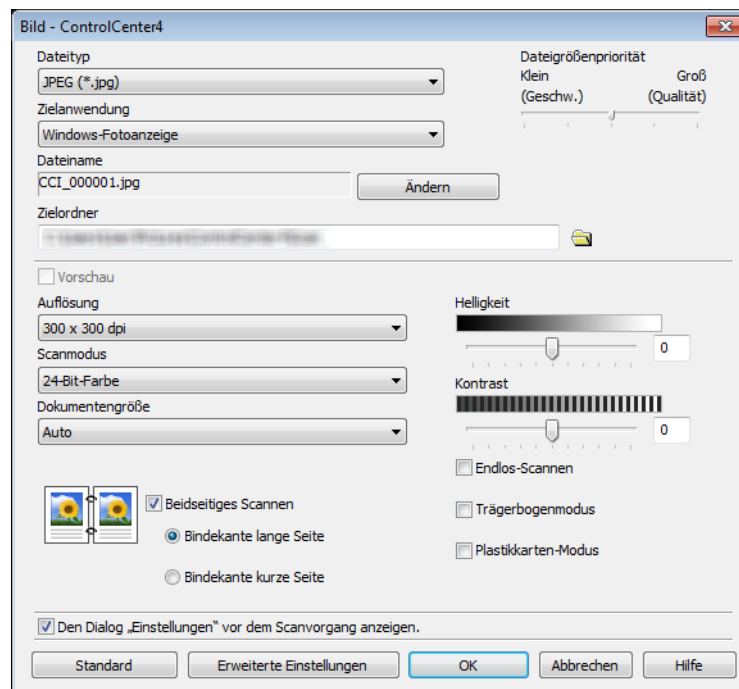 Bild - ControlCenter4
Dateityp
JPEG (*.jpg)
Zielanwendung
Windows-Fotoanzeige
Dateiname
CCI_000001.jpg
Ändern
Zielordner
Dateigrößenpriorität
Klein Groß
(Geschw.) (Qualität)
Vorschau
Auflösung
300 x 300 dpi
Scanmodus
24-Bit-Farbe
Dokumentengröße
Auto
Helligkeit
0
Kontrast
0
Endlos-Scannen
Trägerbogenmodus
Plastikkarten-Modus
Beidseitiges Scannen
Bindekante lange Seite
Bindekante kurze Seite
Den Dialog „Einstellungen“ vor dem Scanvorgang anzeigen.
Standard Erweiterte Einstellungen OK Abbrechen Hilfe